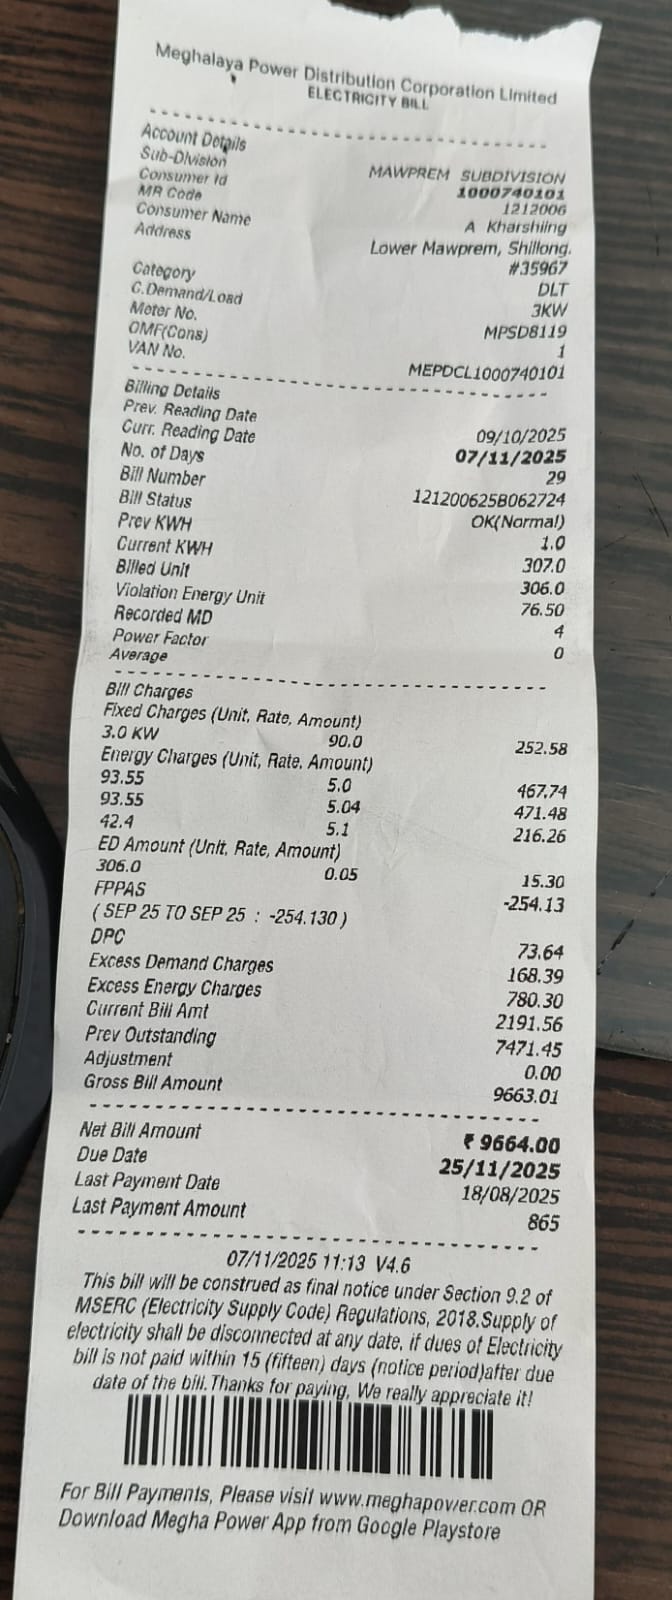 Meghalaya Power Distribution Corporation Limited
ELECTRICITY BILL
Account Details
Sub-Division MAWPREM SUBDIVISION
Consumer Id 1000740101
MR Code 1212006
Consumer Name A Kharshiing
Address Lower Mawprem, Shillong.
#35967
Category DLT
C.Demand/Load 3KW
Meter No. MPSD8119
OMF(Cons) 1
VAN No. MEPDCL1000740101
Billing Details
Prev. Reading Date 09/10/2025
Curr. Reading Date 07/11/2025
No. of Days 29
Bill Number 121200625B062724
Bill Status OK(Normal)
Prev KWH 1.0
Current KWH 307.0
Billed Unit 306.0
Violation Energy Unit 76.50
Recorded MD 4
Power Factor 0
Average
Bill Charges
Fixed Charges (Unit, Rate, Amount)
3.0 KW 90.0 252.58
Energy Charges (Unit, Rate, Amount)
93.55 5.0 467.74
93.55 5.04 471.48
42.4 5.1 216.26
ED Amount (Unit, Rate, Amount)
306.0 0.05 15.30
FPPAS -254.13
( SEP 25 TO SEP 25 : -254.130 )
DPC 73.64
Excess Demand Charges 168.39
Excess Energy Charges 780.30
Current Bill Amt 2191.56
Prev Outstanding 7471.45
Adjustment 0.00
Gross Bill Amount 9663.01
Net Bill Amount ₹ 9664.00
Due Date 25/11/2025
Last Payment Date 18/08/2025
Last Payment Amount 865
07/11/2025 11:13 V4.6
This bill will be construed as final notice under Section 9.2 of
MSERC (Electricity Supply Code) Regulations, 2018.Supply of
electricity shall be disconnected at any date, if dues of Electricity
bill is not paid within 15 (fifteen) days (notice period)after due
date of the bill.Thanks for paying, We really appreciate it!
For Bill Payments, Please visit www.meghapower.com OR
Download Megha Power App from Google Playstore